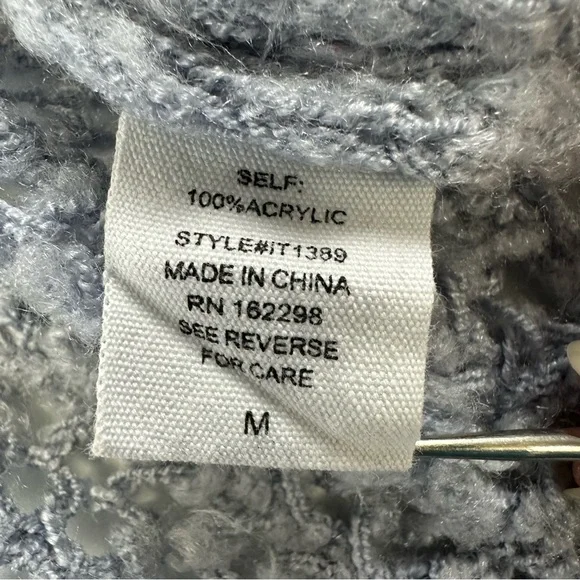 SELF:
100%ACRYLIC
STYLE#IT1389
MADE IN CHINA
RN 162298
SEE REVERSE
FOR CARE
M